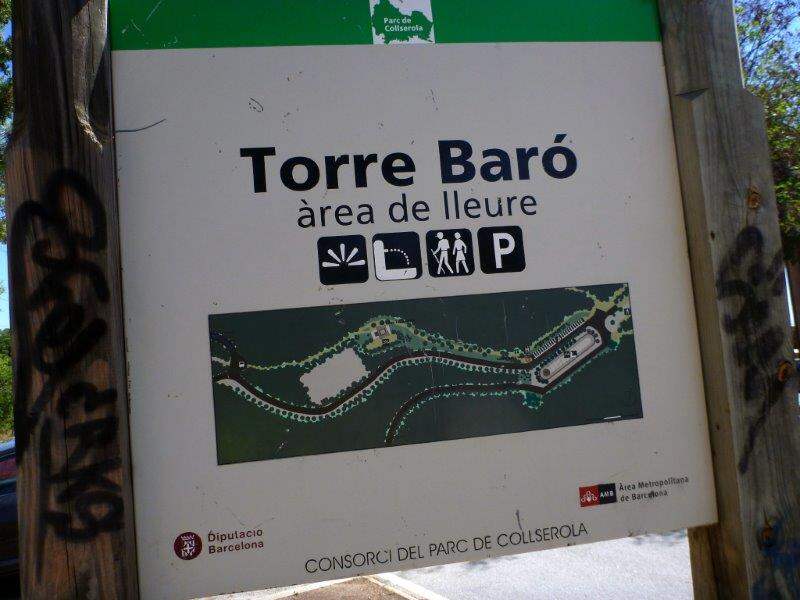 Parc de
Collserola
Torre Baró
àrea de lleure
P
AMB
Àrea Metropolitana
de Barcelona
Diputació
Barcelona
CONSORCI DEL PARC DE COLLSEROLA